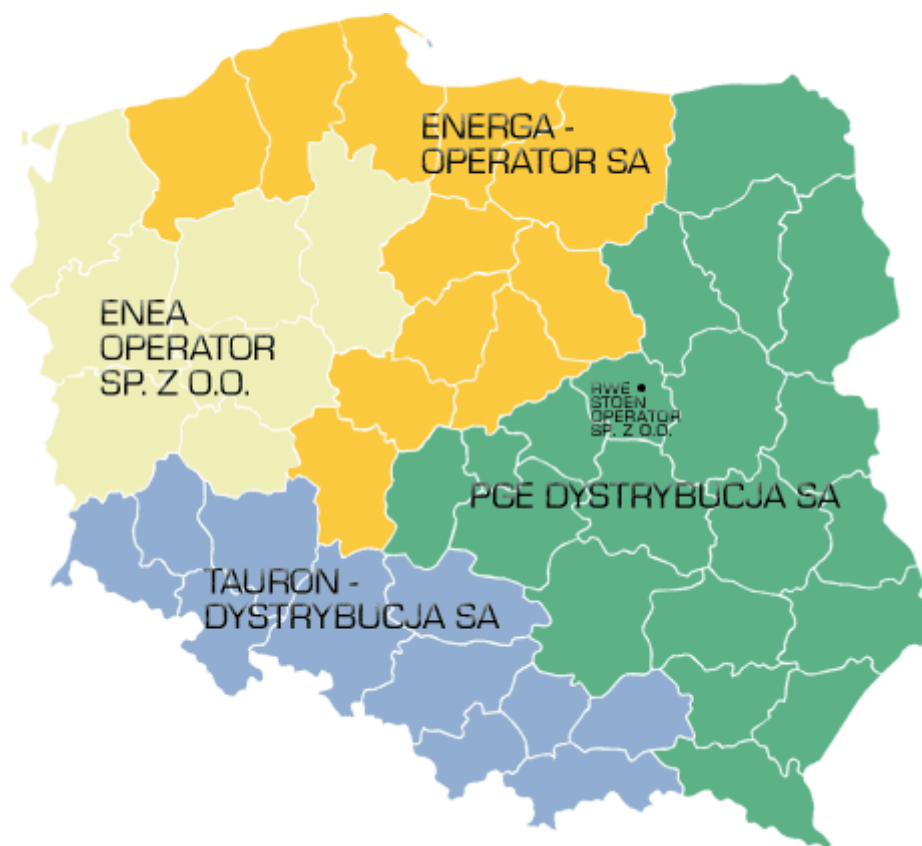 ENERGA -
OPERATOR SA
ENEA
OPERATOR
SP. Z O.O.
RWE •
STOEN
OPERATOR
SP. Z O.O.
PGE DYSTRYBUCJA SA
TAURON -
DYSTRYBUCJA SA